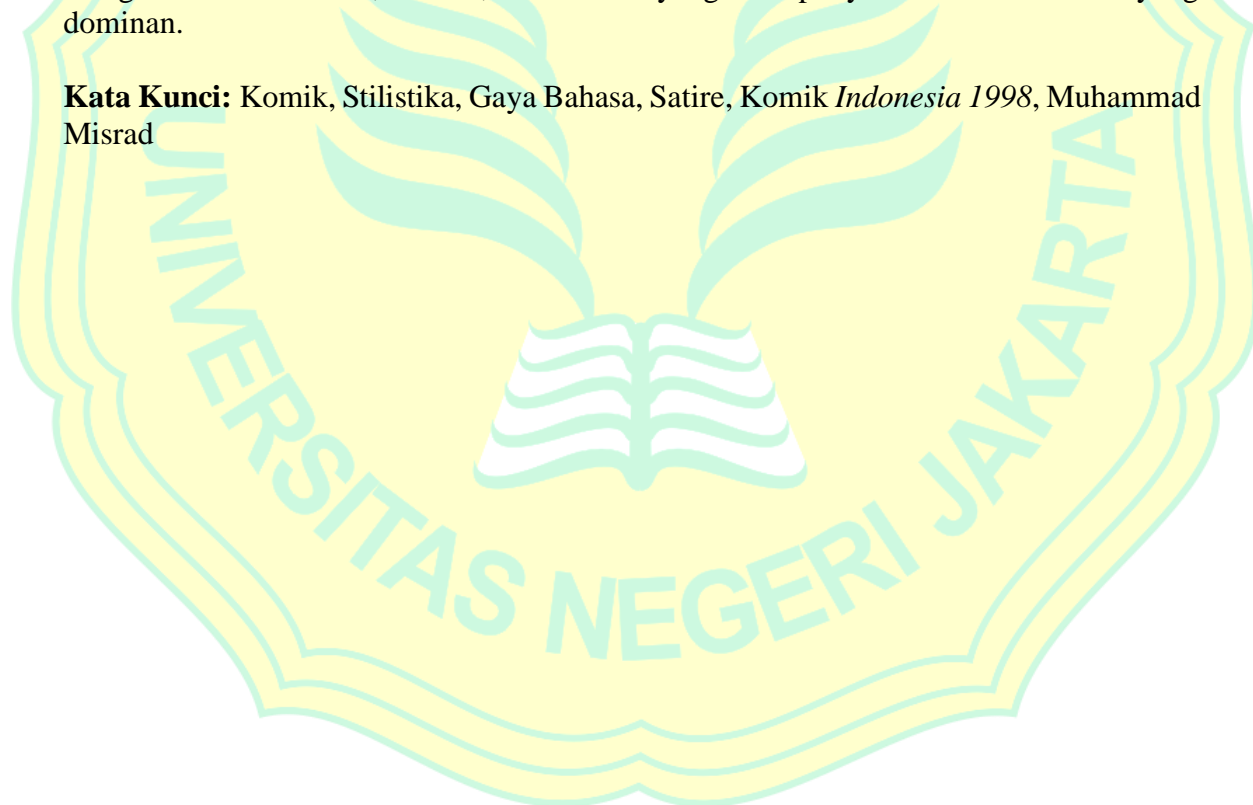 dominan.
Kata Kunci: Komik, Stilistika, Gaya Bahasa, Satire, Komik Indonesia 1998, Muhammad
Misrad
UNIVERSITAS NEGERI JAKARTA